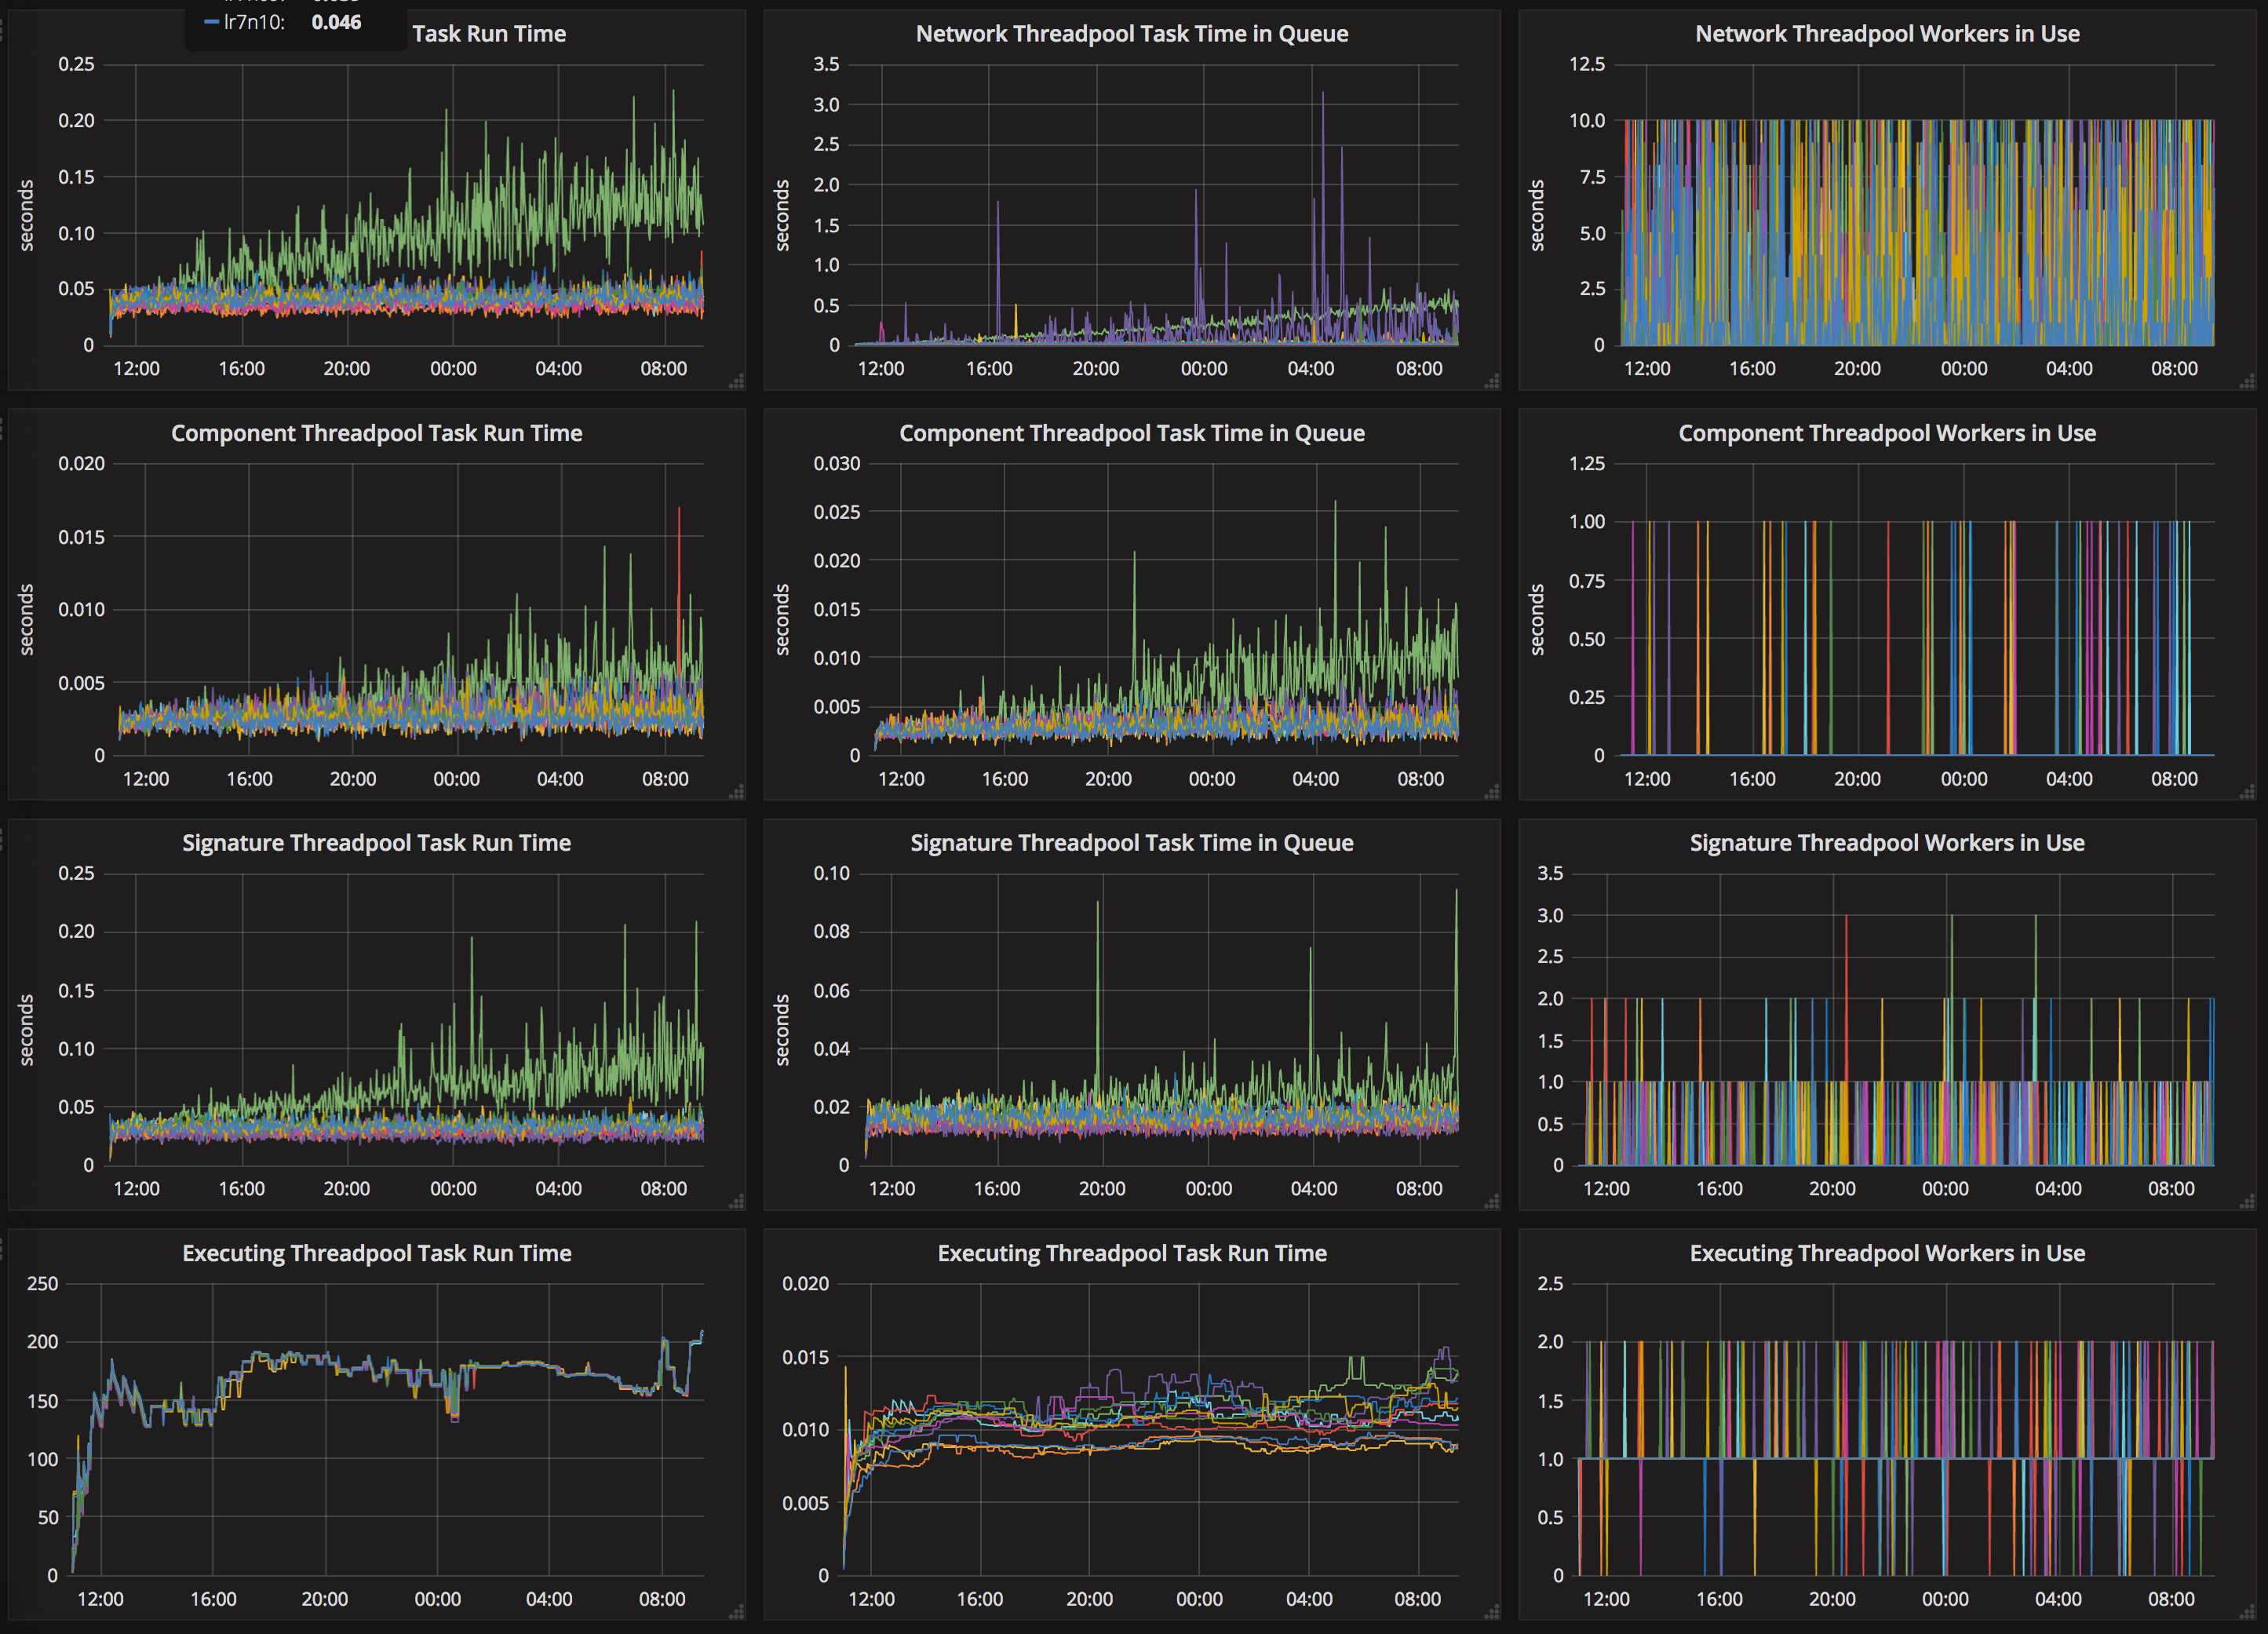 lr7n10: 0.046
Task Run Time
0.25
0.20
0.15
0.10
0.05
0
seconds
12:00 16:00 20:00 00:00 04:00 08:00
Network Threadpool Task Time in Queue
3.5
3.0
2.5
2.0
1.5
1.0
0.5
0
seconds
12:00 16:00 20:00 00:00 04:00 08:00
Network Threadpool Workers in Use
12.5
10.0
7.5
5.0
2.5
0
seconds
12:00 16:00 20:00 00:00 04:00 08:00
Component Threadpool Task Run Time
0.020
0.015
0.010
0.005
0
seconds
12:00 16:00 20:00 00:00 04:00 08:00
Component Threadpool Task Time in Queue
0.030
0.025
0.020
0.015
0.010
0.005
0
seconds
12:00 16:00 20:00 00:00 04:00 08:00
Component Threadpool Workers in Use
1.25
1.00
0.75
0.50
0.25
0
seconds
12:00 16:00 20:00 00:00 04:00 08:00
Signature Threadpool Task Run Time
0.25
0.20
0.15
0.10
0.05
0
seconds
12:00 16:00 20:00 00:00 04:00 08:00
Signature Threadpool Task Time in Queue
0.10
0.08
0.06
0.04
0.02
0
seconds
12:00 16:00 20:00 00:00 04:00 08:00
Signature Threadpool Workers in Use
3.5
3.0
2.5
2.0
1.5
1.0
0.5
0
12:00 16:00 20:00 00:00 04:00 08:00
Executing Threadpool Task Run Time
250
200
150
100
50
0
12:00 16:00 20:00 00:00 04:00 08:00
Executing Threadpool Task Run Time
0.020
0.015
0.010
0.005
0
12:00 16:00 20:00 00:00 04:00 08:00
Executing Threadpool Workers in Use
2.5
2.0
1.5
1.0
0.5
0
12:00 16:00 20:00 00:00 04:00 08:00